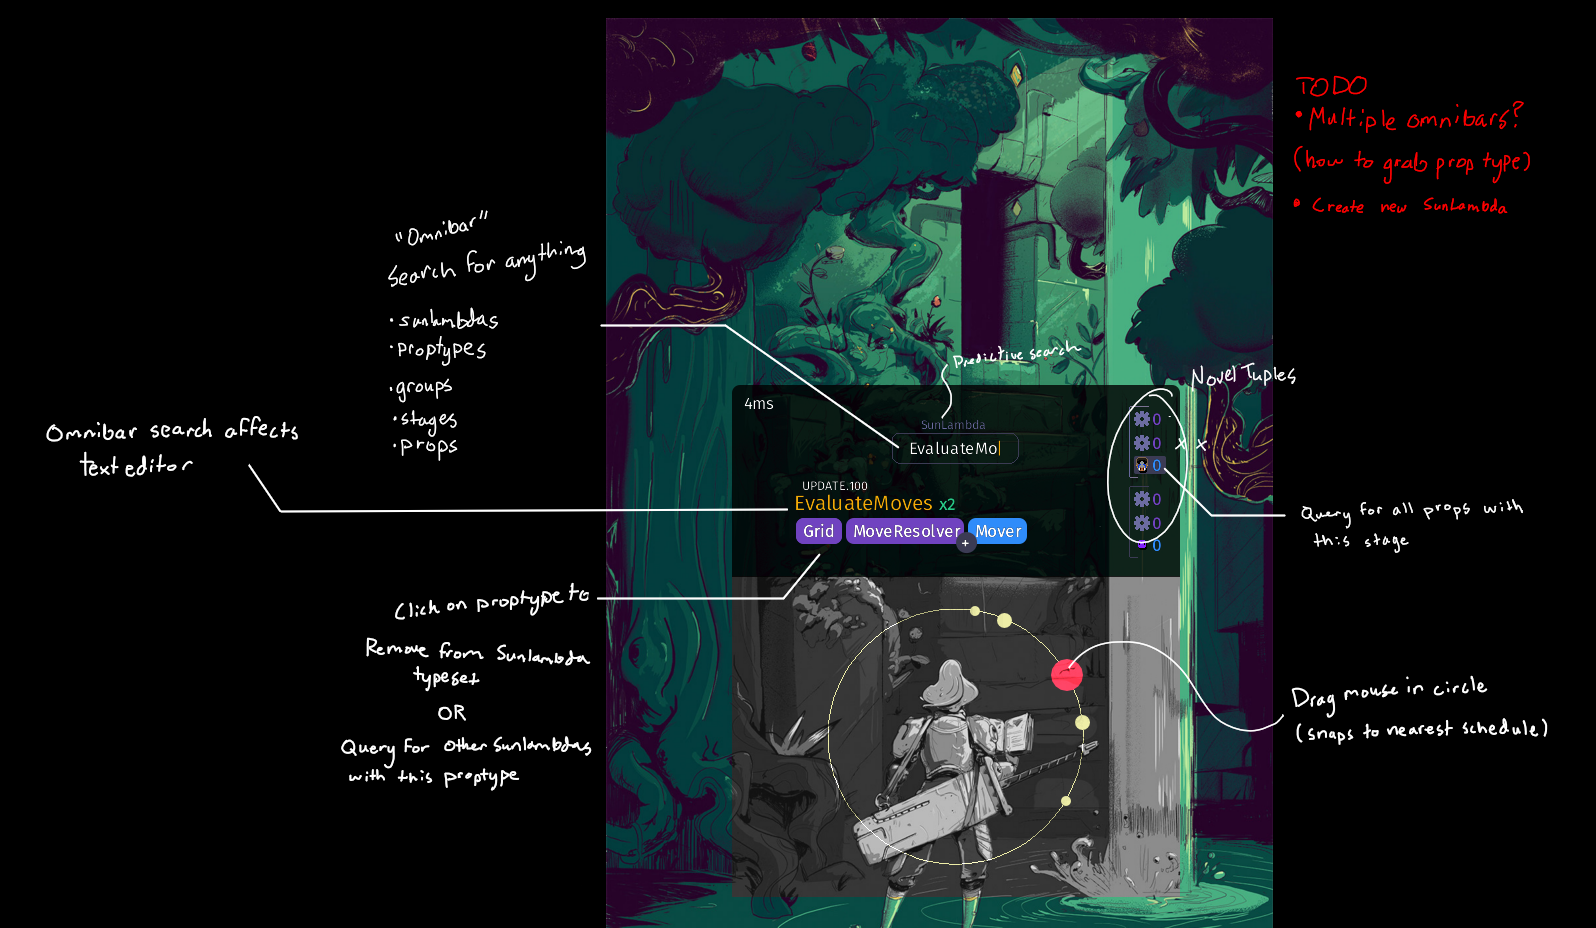 TODO
• Multiple omnibars?
(how to grab prop type)
• Create new SunLambda
"Omnibar"
Search for anything
• sunlambdas
• proptypes
• groups
• stages
• props
Omnibar search affects
text editor
Predictive search
Novel Tuples
4ms
SunLambda
EvaluateMo
UPDATE.100
EvaluateMoves x2
Grid MoveResolver + Mover
0
0
0
0
0
0
x x
Query for all props with
this stage
Click on proptype to
Remove from Sunlambda
typeset
OR
Query for other Sunlambdas
with this proptype
Drag mouse in circle
(snaps to nearest schedule)